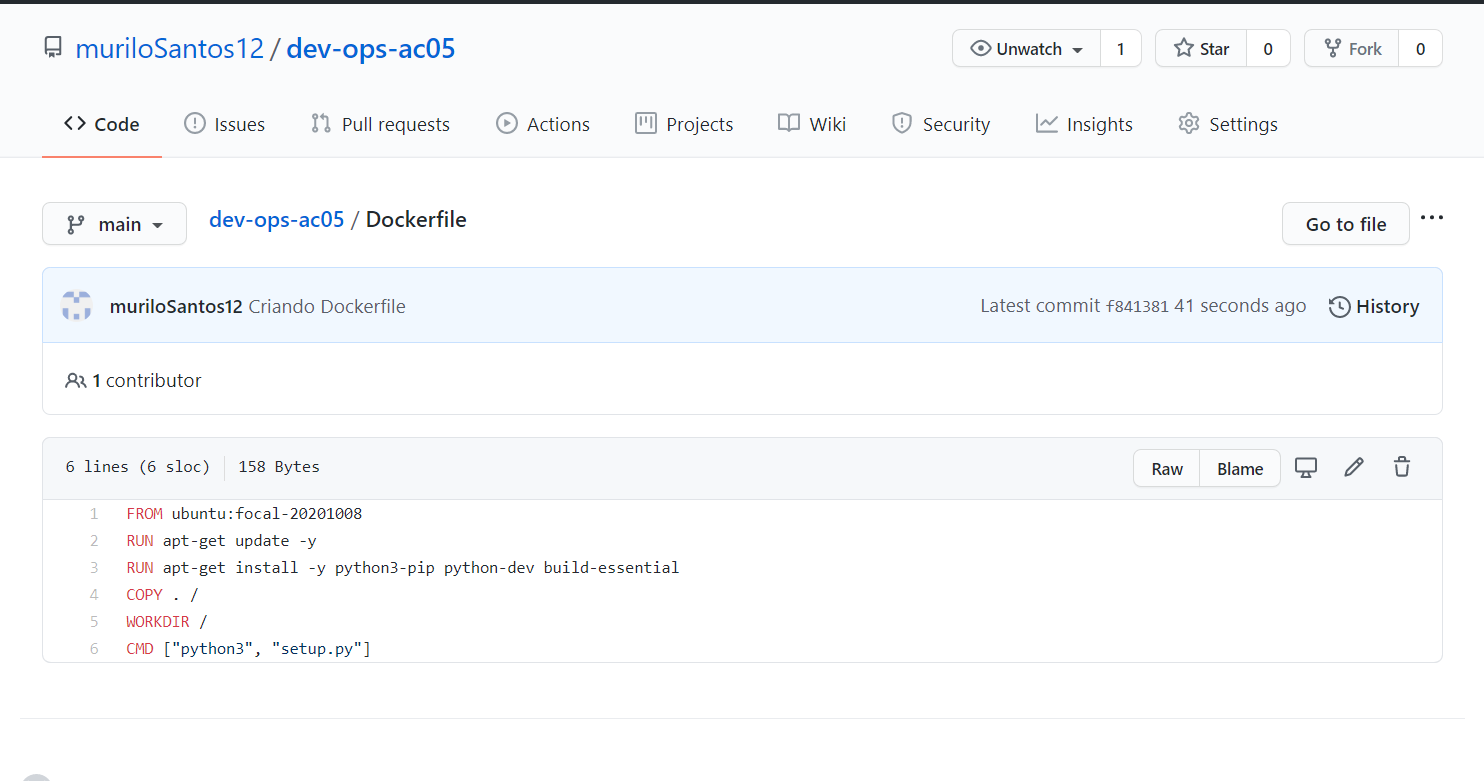 muriloSantos12 / dev-ops-ac05
Unwatch 1 Star 0 Fork 0
Code Issues Pull requests Actions Projects Wiki Security Insights Settings
main dev-ops-ac05 / Dockerfile Go to file ...
muriloSantos12 Criando Dockerfile Latest commit f841381 41 seconds ago History
1 contributor
6 lines (6 sloc) 158 Bytes Raw Blame
1 FROM ubuntu:focal-20201008
2 RUN apt-get update -y
3 RUN apt-get install -y python3-pip python-dev build-essential
4 COPY . /
5 WORKDIR /
6 CMD ["python3", "setup.py"]